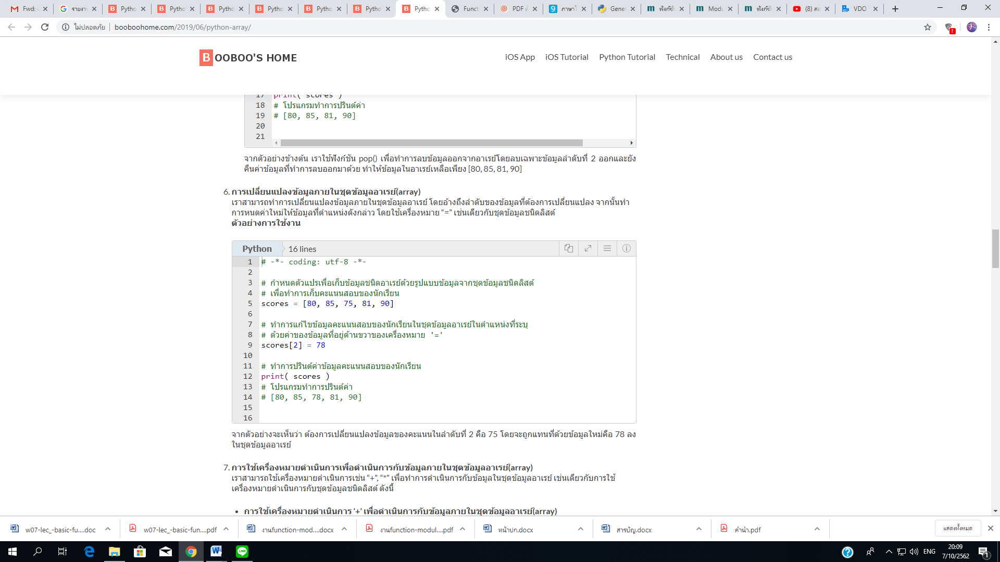 Fwd:
รายงาน
Pytho
Pytho
Pytho
Pytho
Pytho
Pytho
Pytho
Funct
PDF
ภาษาไ
Gene
ฟังก์ชั
Modu
ฟังก์ชั
(8) สอ
VDO
ไม่ปลอดภัย
booboohome.com/2019/06/python-array/
BOOBOO'S HOME
iOS App iOS Tutorial Python Tutorial Technical About us Contact us
17 print( scores )
18 # โปรแกรมทำการปรินต์ค่า
19 # [80, 85, 81, 90]
20
21
จากตัวอย่างข้างต้น เราใช้ฟังก์ชัน pop() เพื่อทำการลบข้อมูลออกจากอาเรย์โดยลบเฉพาะข้อมูลลำดับที่ 2 ออกและยัง
คืนค่าข้อมูลที่ทำการลบออกมาด้วย ทำให้ข้อมูลในอาเรย์เหลือเพียง [80, 85, 81, 90]
6. การเปลี่ยนแปลงข้อมูลภายในชุดข้อมูลอาเรย์(array)
เราสามารถทำการเปลี่ยนแปลงข้อมูลภายในชุดข้อมูลอาเรย์ โดยอ้างถึงลำดับของข้อมูลที่ต้องการเปลี่ยนแปลง จากนั้นทำ
การหนดค่าใหม่ให้ข้อมูลที่ตำแหน่งดังกล่าว โดยใช้เครื่องหมาย “=” เช่นเดียวกับชุดข้อมูลชนิดลิสต์
ตัวอย่างการใช้งาน
Python 16 lines
1 # -*- coding: utf-8 -*-
2
3 # กำหนดตัวแปรเพื่อเก็บข้อมูลชนิดอาเรย์ด้วยรูปแบบข้อมูลจากชุดข้อมูลชนิดลิสต์
4 # เพื่อทำการเก็บคะแนนสอบของนักเรียน
5 scores = [80, 85, 75, 81, 90]
6
7 # ทำการแก้ไขข้อมูลคะแนนสอบของนักเรียนในชุดข้อมูลอาเรย์ในตำแหน่งที่ระบุ
8 # ด้วยค่าของข้อมูลที่อยู่ด้านขวาของเครื่องหมาย '='
9 scores[2] = 78
10
11 # ทำการปรินต์ค่าข้อมูลคะแนนสอบของนักเรียน
12 print( scores )
13 # โปรแกรมทำการปรินต์ค่า
14 # [80, 85, 78, 81, 90]
15
16
จากตัวอย่างจะเห็นว่า ต้องการเปลี่ยนแปลงข้อมูลของคะแนนในลำดับที่ 2 คือ 75 โดยจะถูกแทนที่ด้วยข้อมูลใหม่คือ 78 ลง
ในชุดข้อมูลอาเรย์
7. การใช้เครื่องหมายดำเนินการเพื่อดำเนินการกับข้อมูลภายในชุดข้อมูลอาเรย์(array)
เราสามารถใช้เครื่องหมายดำเนินการเช่น “+”, “*” เพื่อทำการดำเนินการกับข้อมูลในชุดข้อมูลอาเรย์ เช่นเดียวกับการใช้
เครื่องหมายดำเนินการกับชุดข้อมูลชนิดลิสต์ ดังนี้
• การใช้เครื่องหมายดำเนินการ ‘+’ เพื่อดำเนินการกับข้อมูลภายในชุดข้อมูลอาเรย์(array)
w07-lec_-basic-fu....doc
w07-lec_-basic-fun....pdf
งานfunction-mod....docx
งานfunction-modul....pdf
หน้าปก.docx
สารบัญ.docx
คำนำ.pdf
แสดงทั้งหมด
ENG
20:09
7/10/2562
1